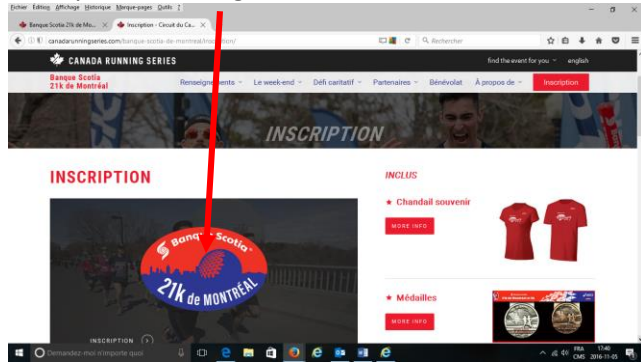 Fichier Édition Affichage Historique Marque-pages Outils ?
Banque Scotia 21k de Mo...
Inscription - Circuit du Ca...
canadarunningseries.com/banque-scotia-de-montreal/inscription/
Rechercher
CANADA RUNNING SERIES
find the event for you
english
Banque Scotia
21k de Montréal
Renseignements
Le week-end
Défi caritatif
Partenaires
Bénévolat
À propos de
Inscription
INSCRIPTION
INSCRIPTION
INCLUS
Chandail souvenir
MORE INFO
Banque Scotia
21k de MONTRÉAL
Médailles
MORE INFO
INSCRIPTION
Demandez-moi n'importe quoi
FRA
CMS
17:40
2016-11-05